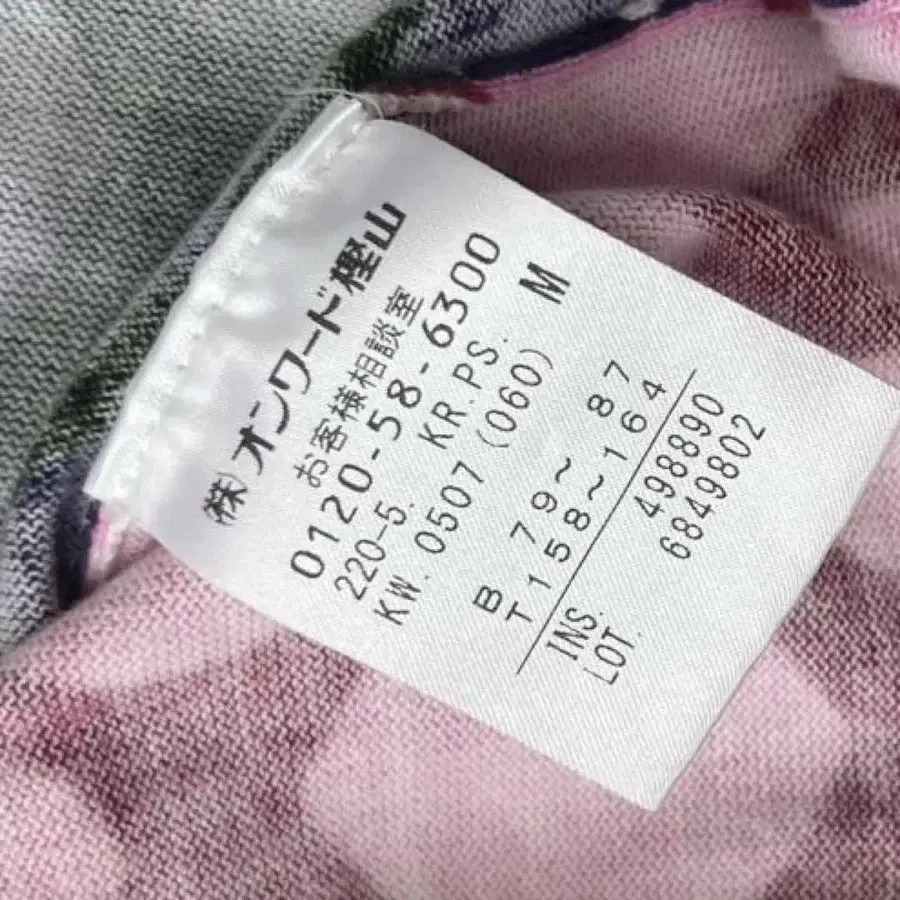 ㈱オンワード樫山
お客様相談室
0120-58-6300
220-5. KR.PS.
KW. 0507 (060)
M
B 79～ 87
T158～164
INS. 498890
LOT. 6849802